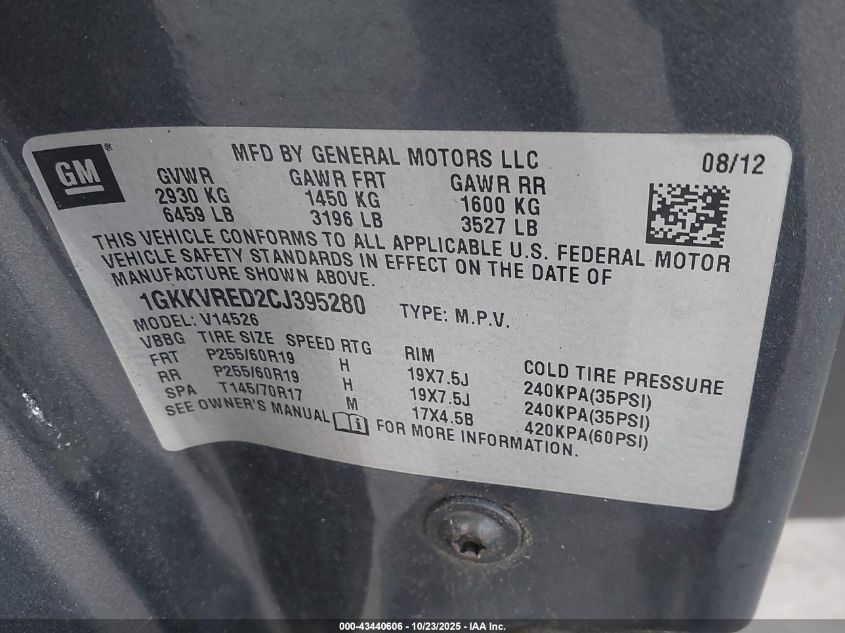 GM ®
MFD BY GENERAL MOTORS LLC 08/12
GVWR GAWR FRT GAWR RR
2930 KG 1450 KG 1600 KG
6459 LB 3196 LB 3527 LB
THIS VEHICLE CONFORMS TO ALL APPLICABLE U.S. FEDERAL MOTOR
VEHICLE SAFETY STANDARDS IN EFFECT ON THE DATE OF
MANUFACTURE SHOWN ABOVE.
1GKKVRED2CJ395280 TYPE: M.P.V.
MODEL: V14526
VBBG TIRE SIZE SPEED RTG RIM COLD TIRE PRESSURE
FRT P255/60R19 H 19X7.5J 240KPA(35PSI)
RR P255/60R19 H 19X7.5J 240KPA(35PSI)
SPA T145/70R17 M 17X4.5B 420KPA(60PSI)
SEE OWNER'S MANUAL FOR MORE INFORMATION.
000-43440606 - 10/23/2025 - IAA Inc.